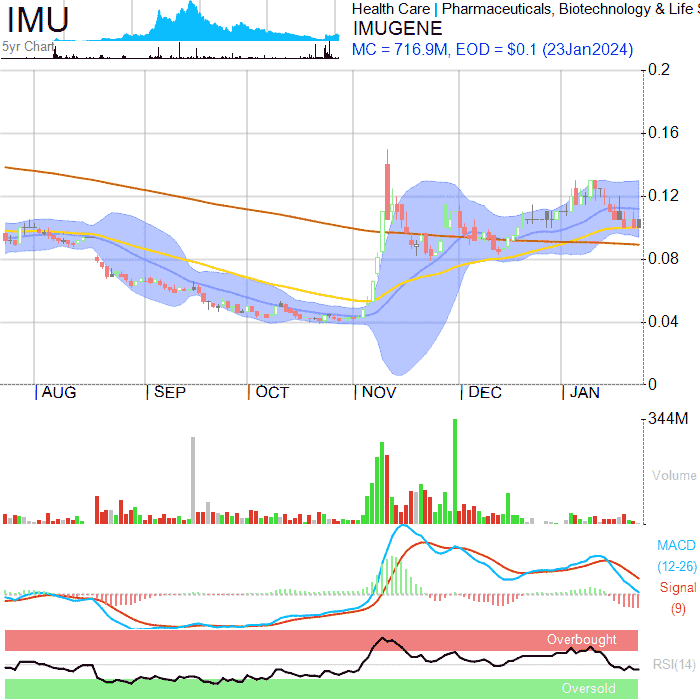 IMU
Health Care | Pharmaceuticals, Biotechnology & Life S
IMUGENE
5yr Chart
MC = 716.9M, EOD = $0.1 (23Jan2024)
0.2
0.16
0.12
0.08
0.04
0
AUG SEP OCT NOV DEC JAN
344M
Volume
MACD
(12-26)
Signal
(9)
Overbought
RSI(14)
Oversold